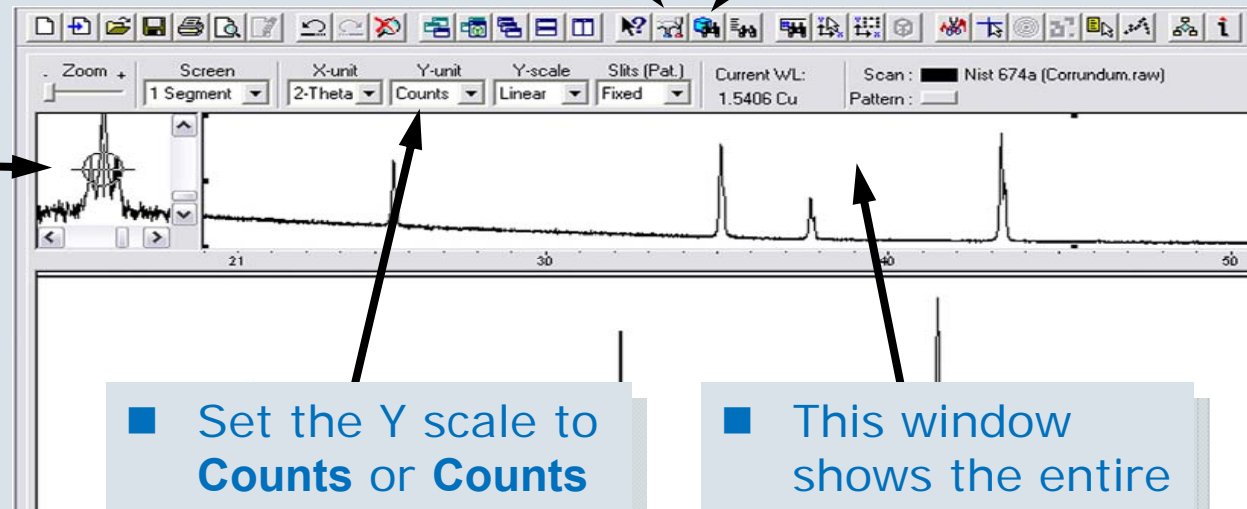 . Zoom +
Screen
X-unit
Y-unit
Y-scale
Slits (Pat.)
Current WL:
Scan :
Nist 674a (Corrundum.raw)
1 Segment
2-Theta
Counts
Linear
Fixed
1.5406 Cu
Pattern :
21
30
40
50
Set the Y scale to
Counts or Counts
This window
shows the entire